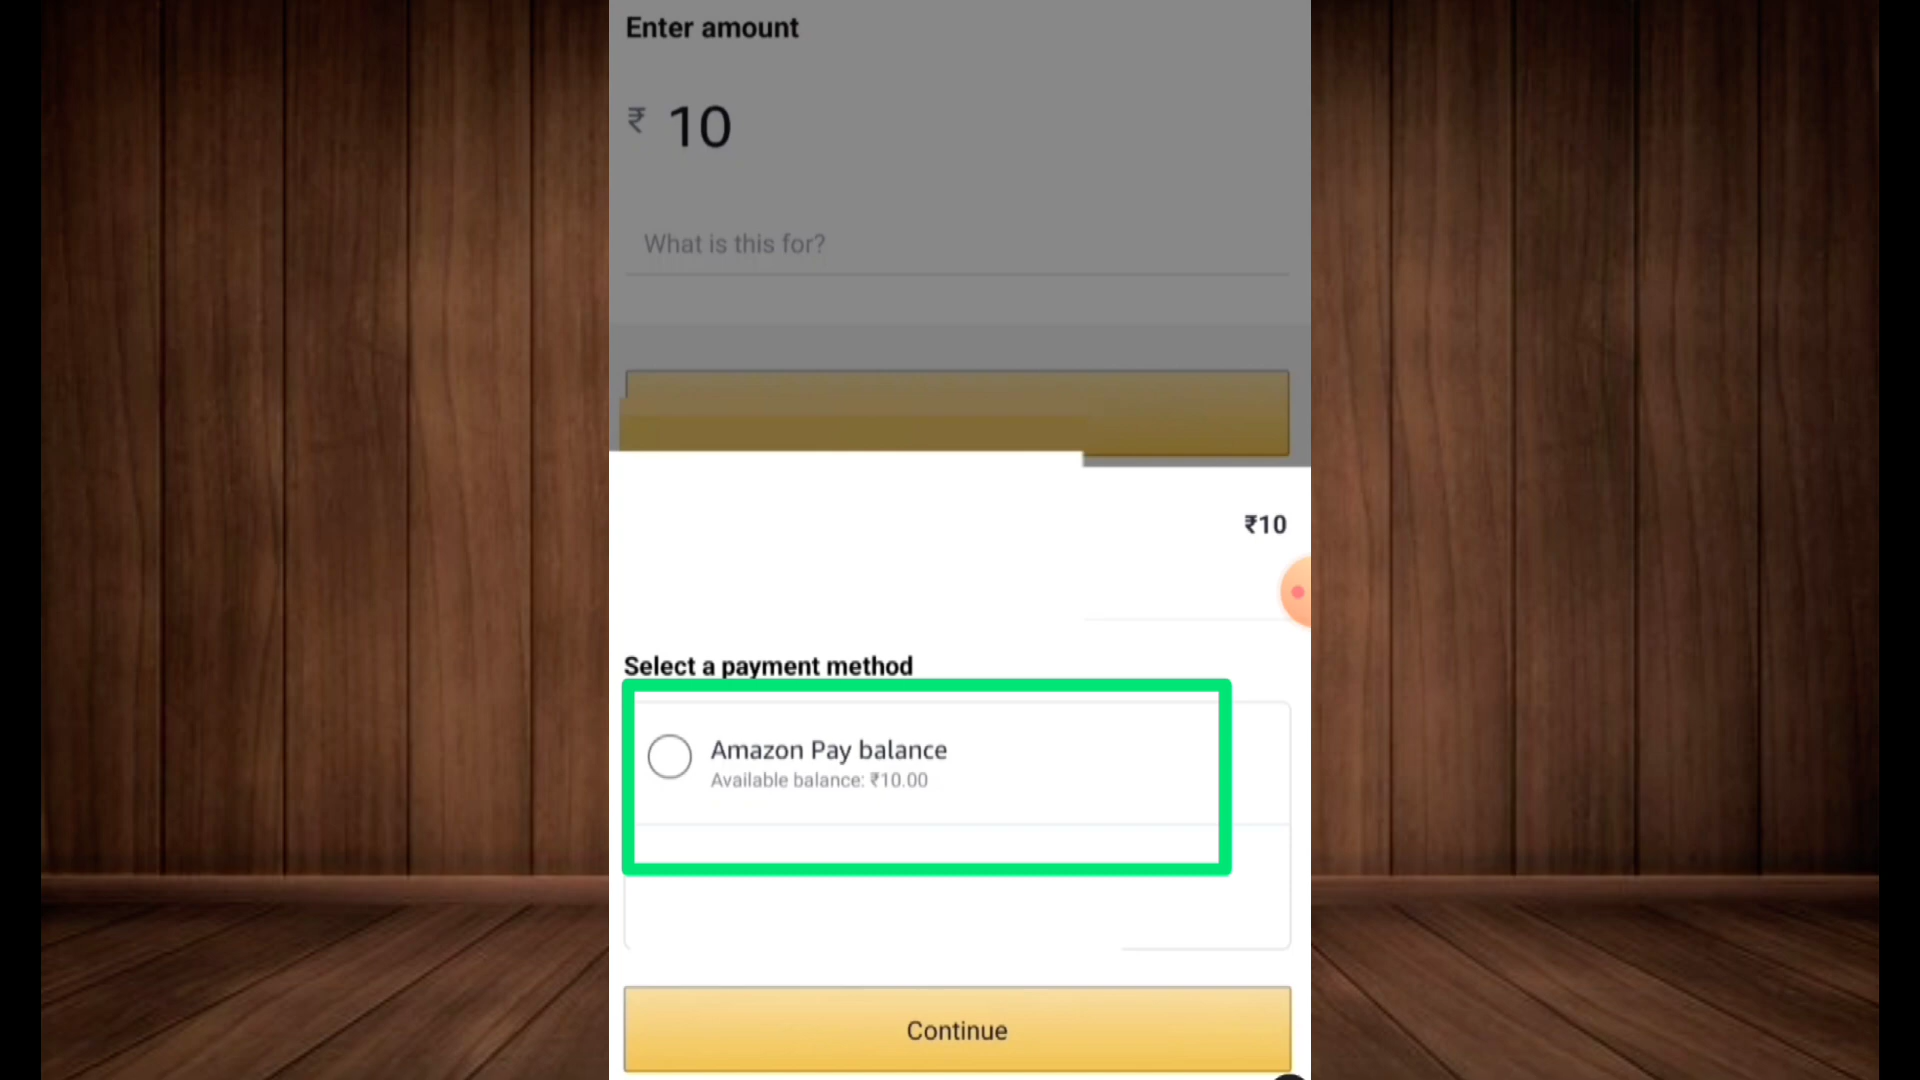 Enter amount
₹ 10
What is this for?
₹10
Select a payment method
Amazon Pay balance
Available balance: ₹10.00
Continue